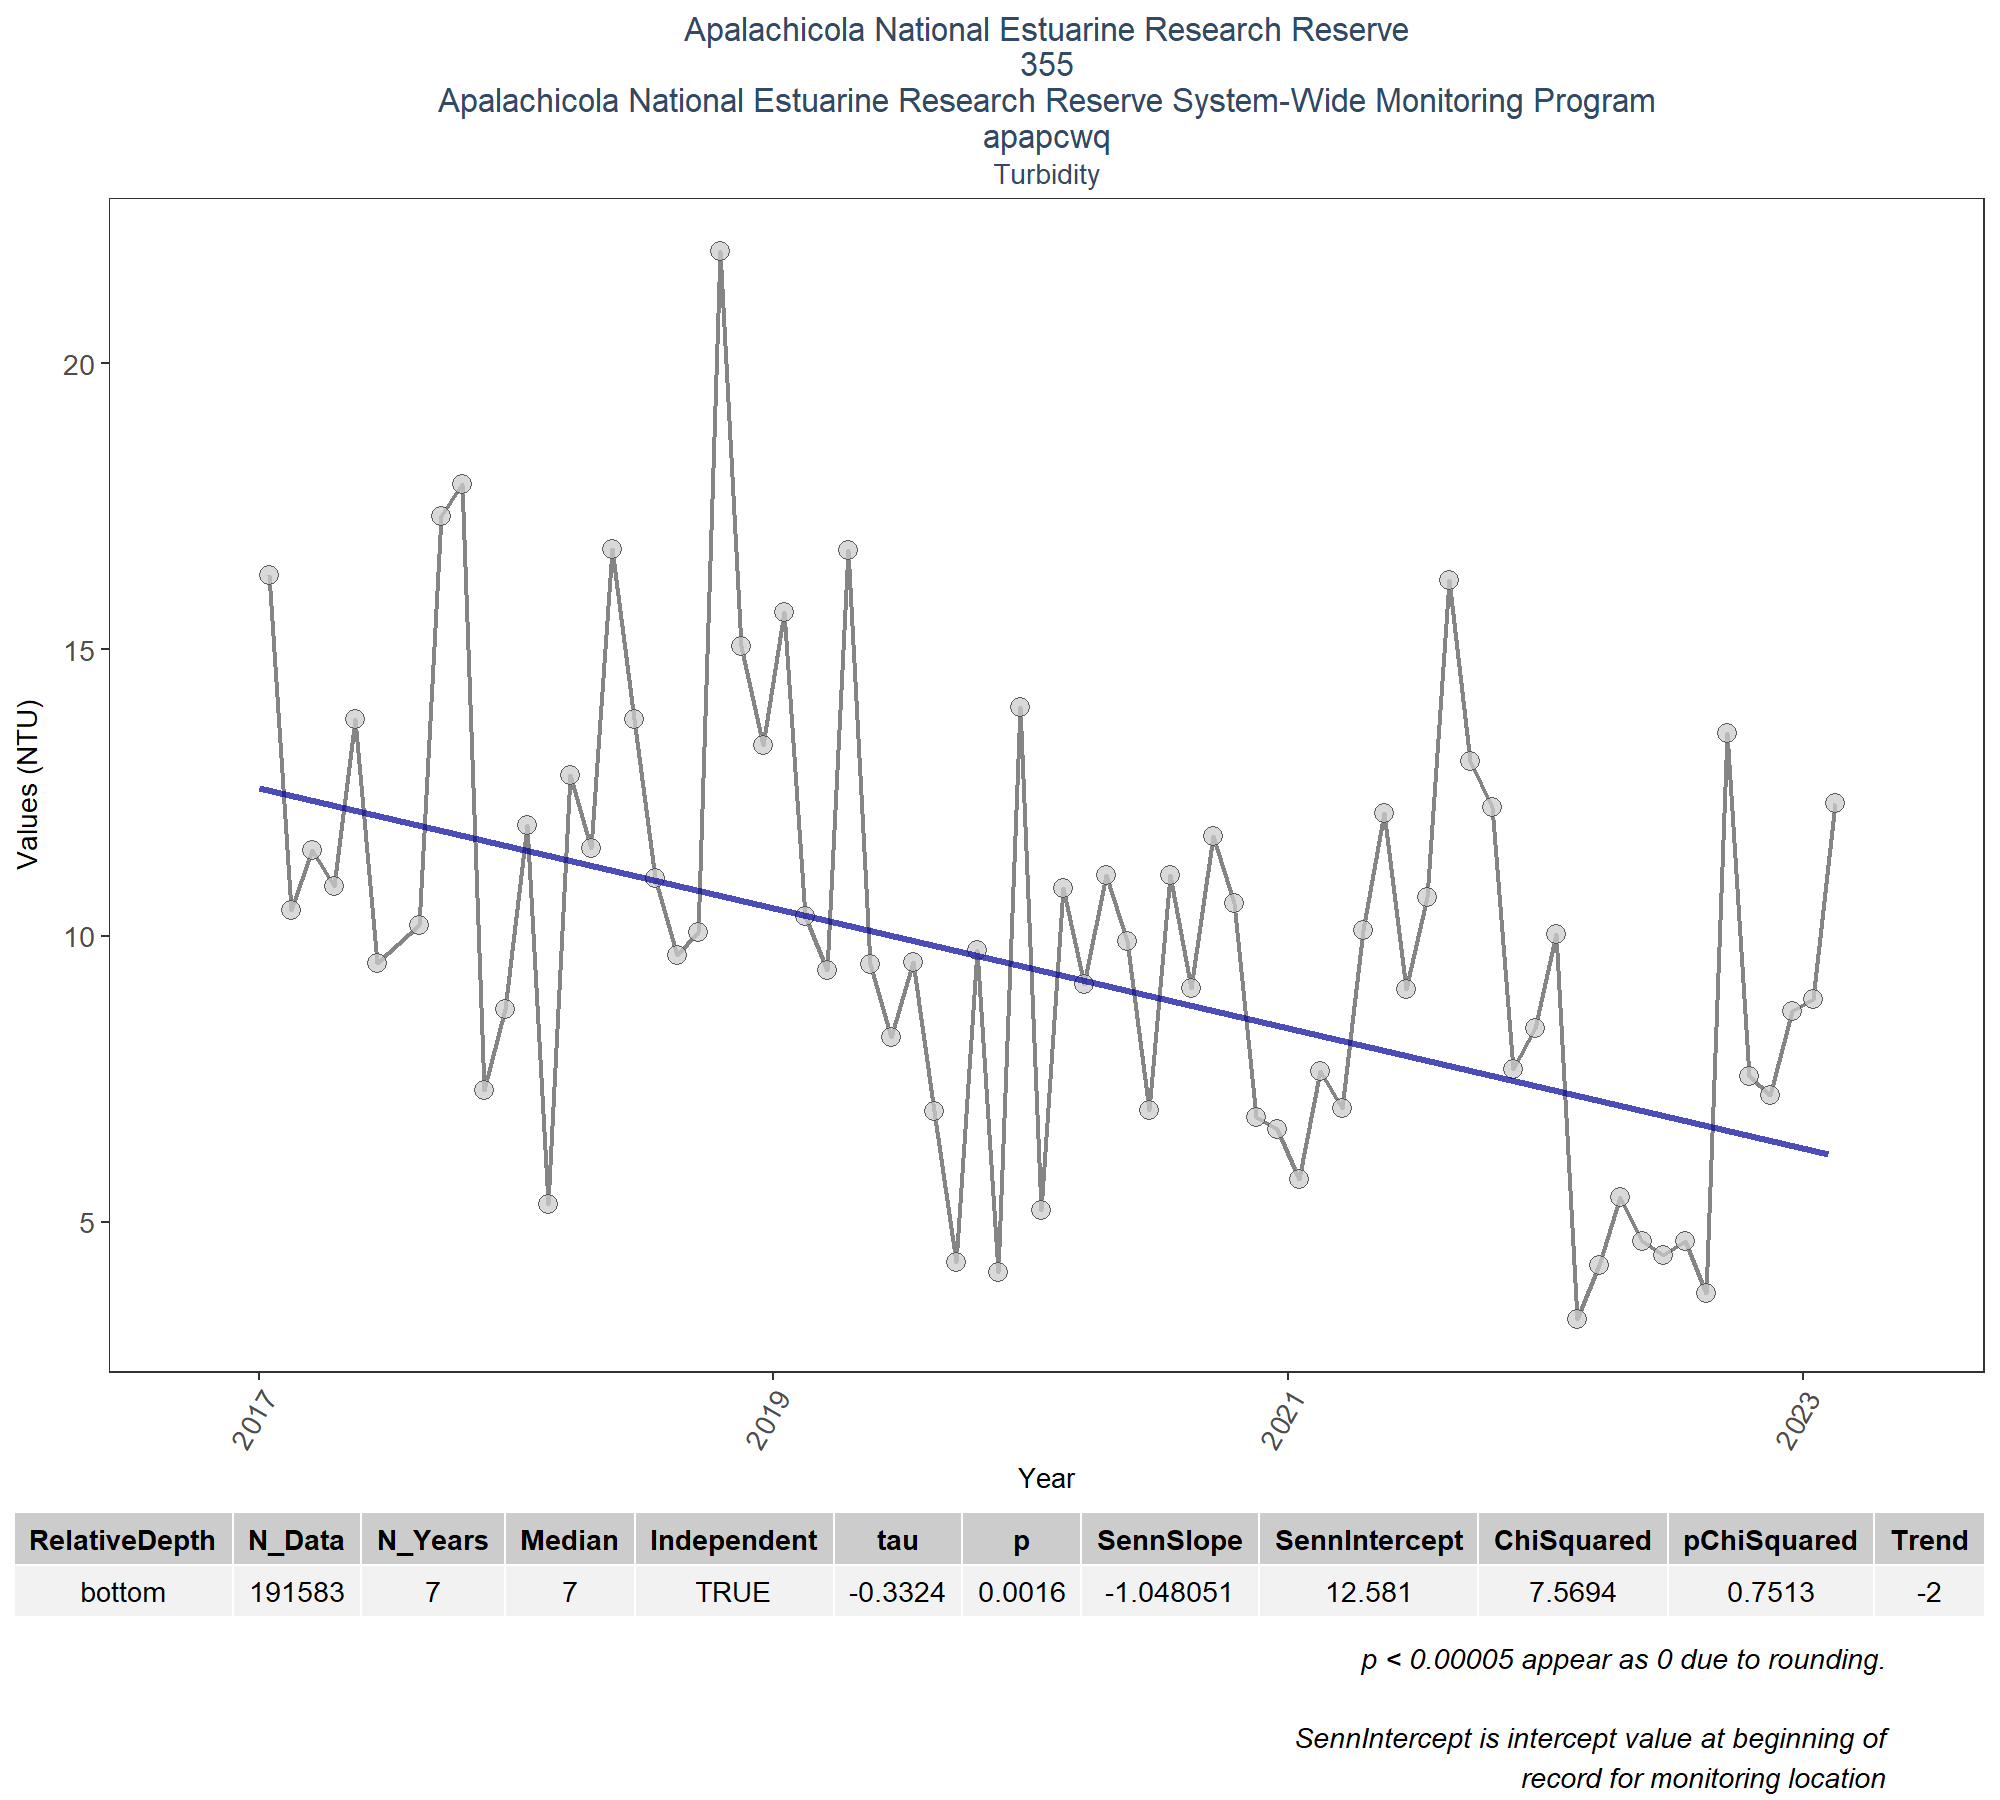 Apalachicola National Estuarine Research Reserve
355
Apalachicola National Estuarine Research Reserve System-Wide Monitoring Program
apapcwq
Turbidity
Values (NTU)
20
15
10
5
2017
2019
2021
2023
Year
RelativeDepth N_Data N_Years Median Independent tau p SennSlope SennIntercept ChiSquared pChiSquared Trend
bottom 191583 7 7 TRUE -0.3324 0.0016 -1.048051 12.581 7.5694 0.7513 -2
p < 0.00005 appear as 0 due to rounding.
SennIntercept is intercept value at beginning of
record for monitoring location